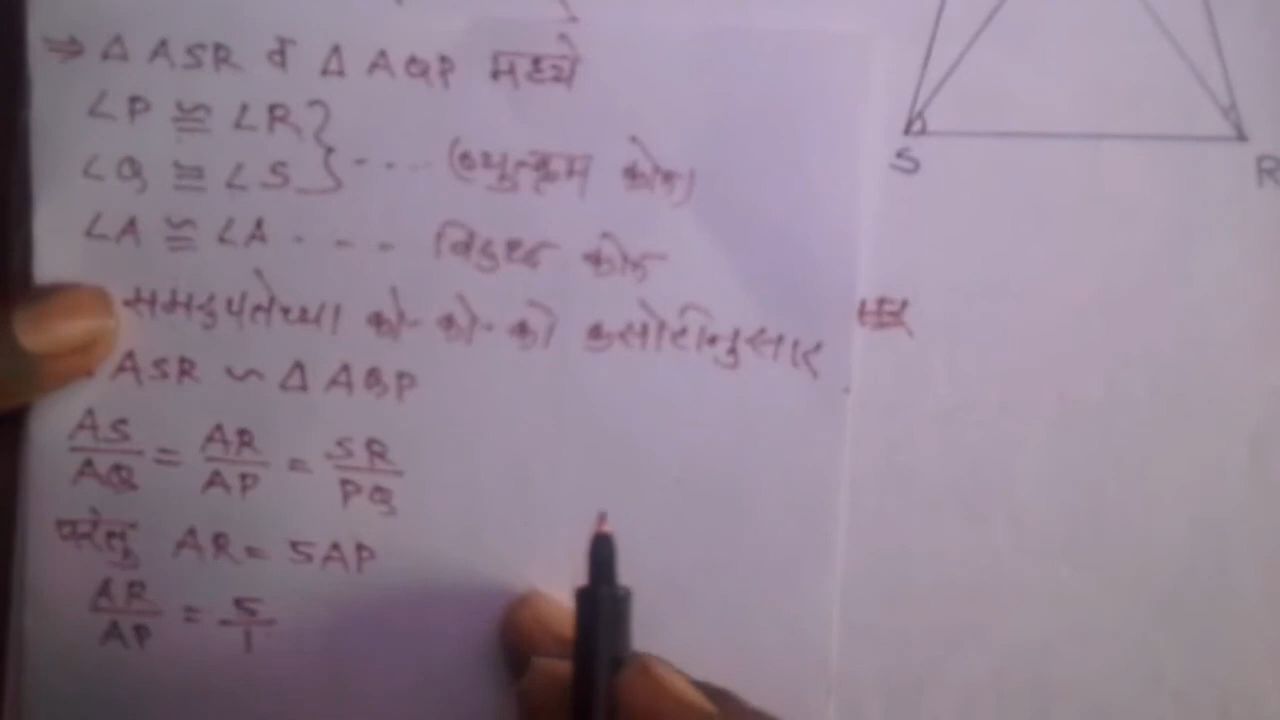 ⇒ △ ASR व △ AQP मध्ये
∠P ≅ ∠R
∠Q ≅ ∠S } .... (व्युत्क्रम कोन)
∠A ≅ ∠A . - - - विरुद्ध कोन
समरुपतेच्या को-को-को कसोटीनुसार
ASR ~ △ AQP
AS/AQ = AR/AP = SR/PQ
परंतु AR = 5AP
AR/AP = 5/1
S
R